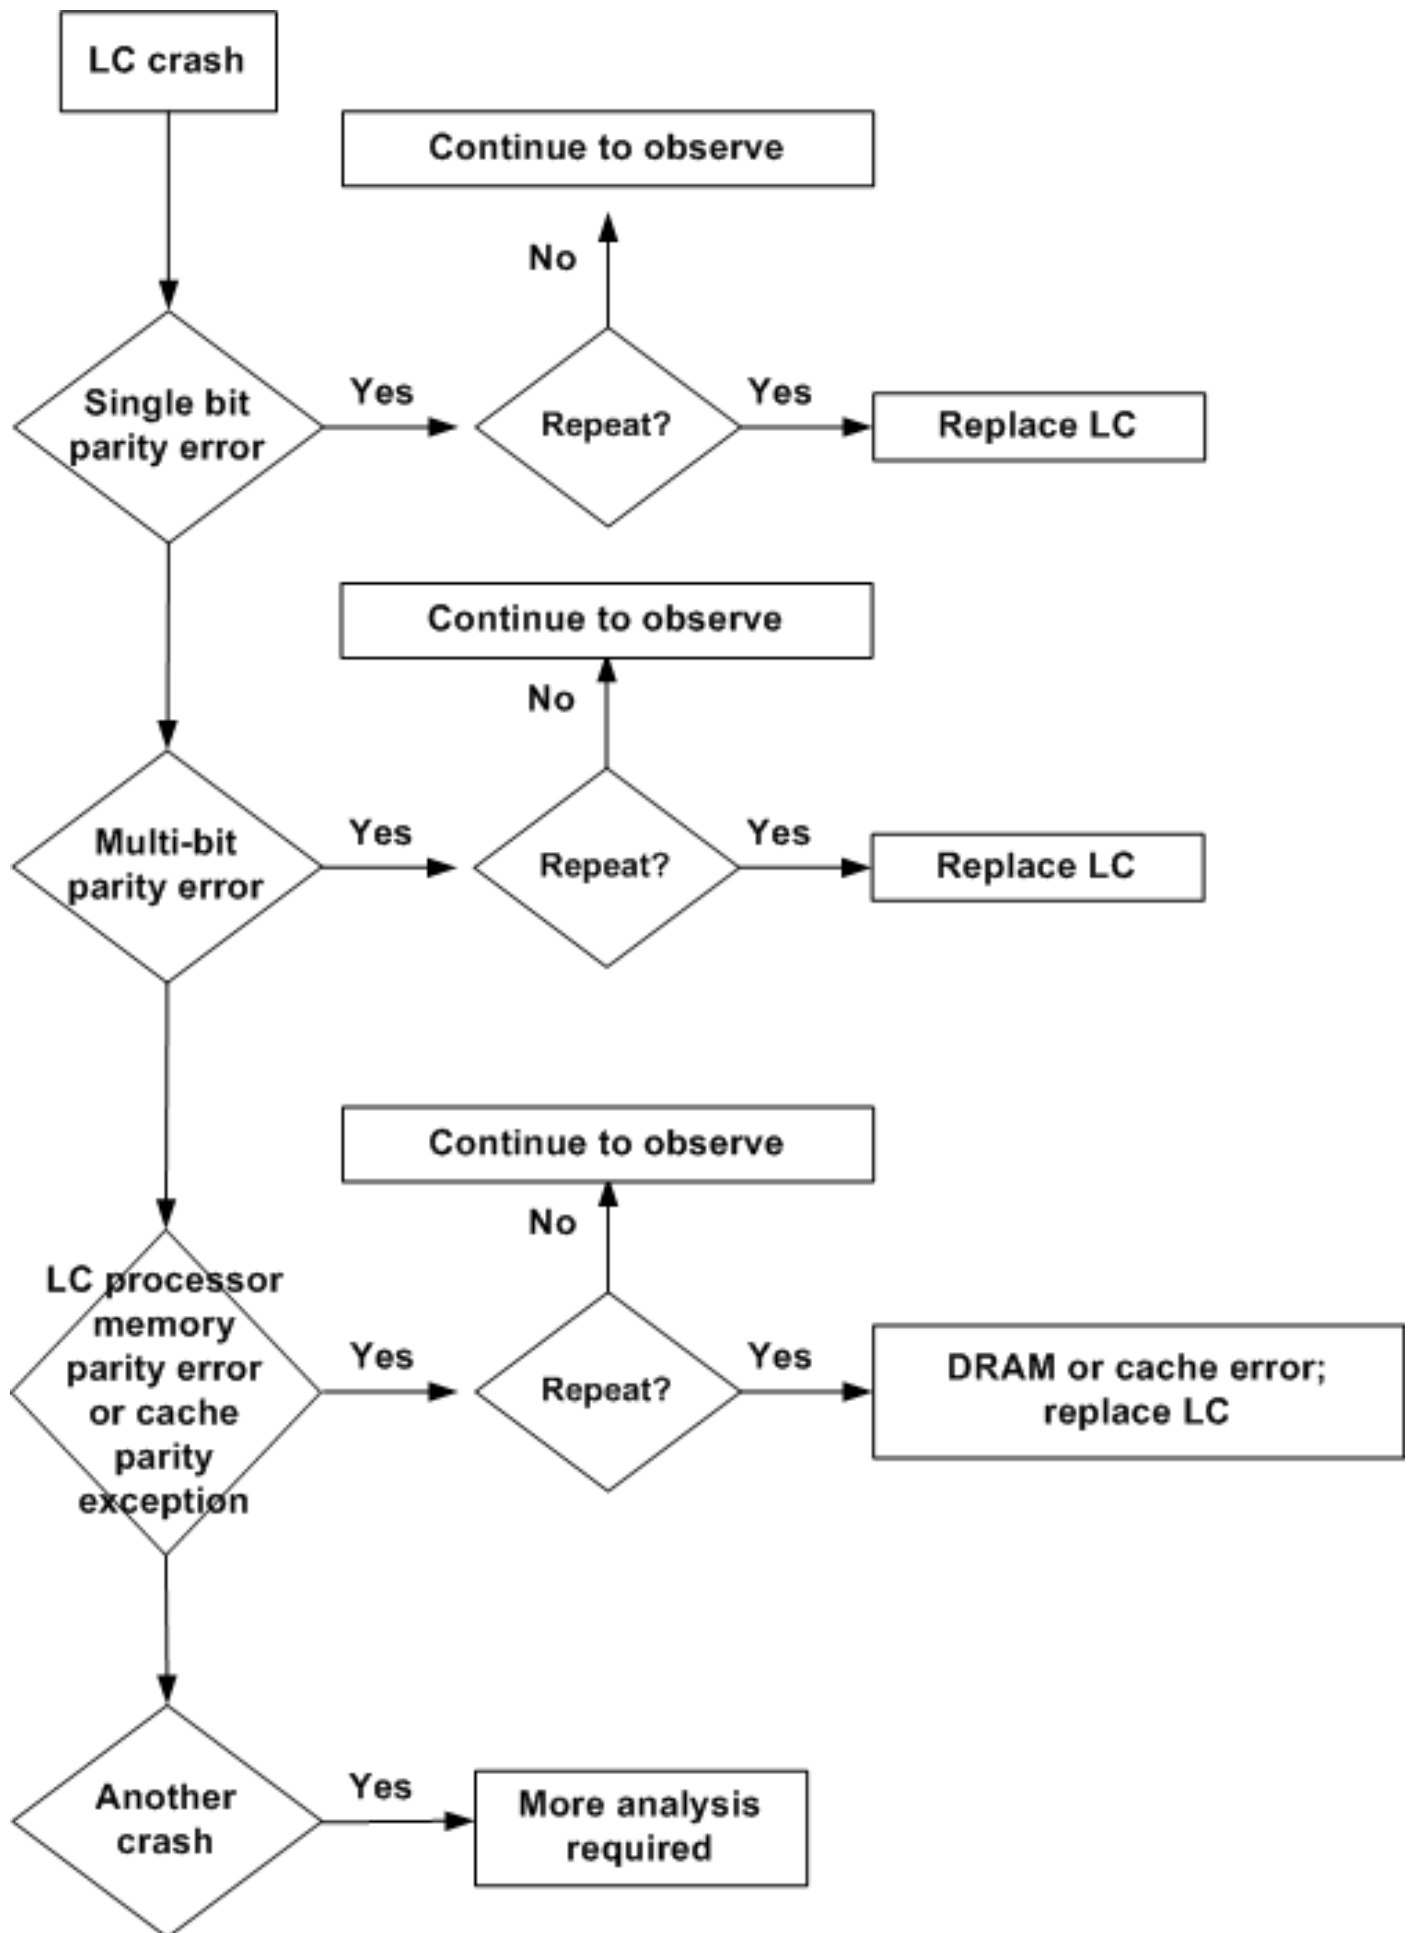 LC crash
Continue to observe
No
Single bit
parity error
Yes
Repeat?
Yes
Replace LC
Continue to observe
No
Multi-bit
parity error
Yes
Repeat?
Yes
Replace LC
Continue to observe
No
LC processor
memory
parity error
or cache
parity
exception
Yes
Repeat?
Yes
DRAM or cache error;
replace LC
Another
crash
Yes
More analysis
required